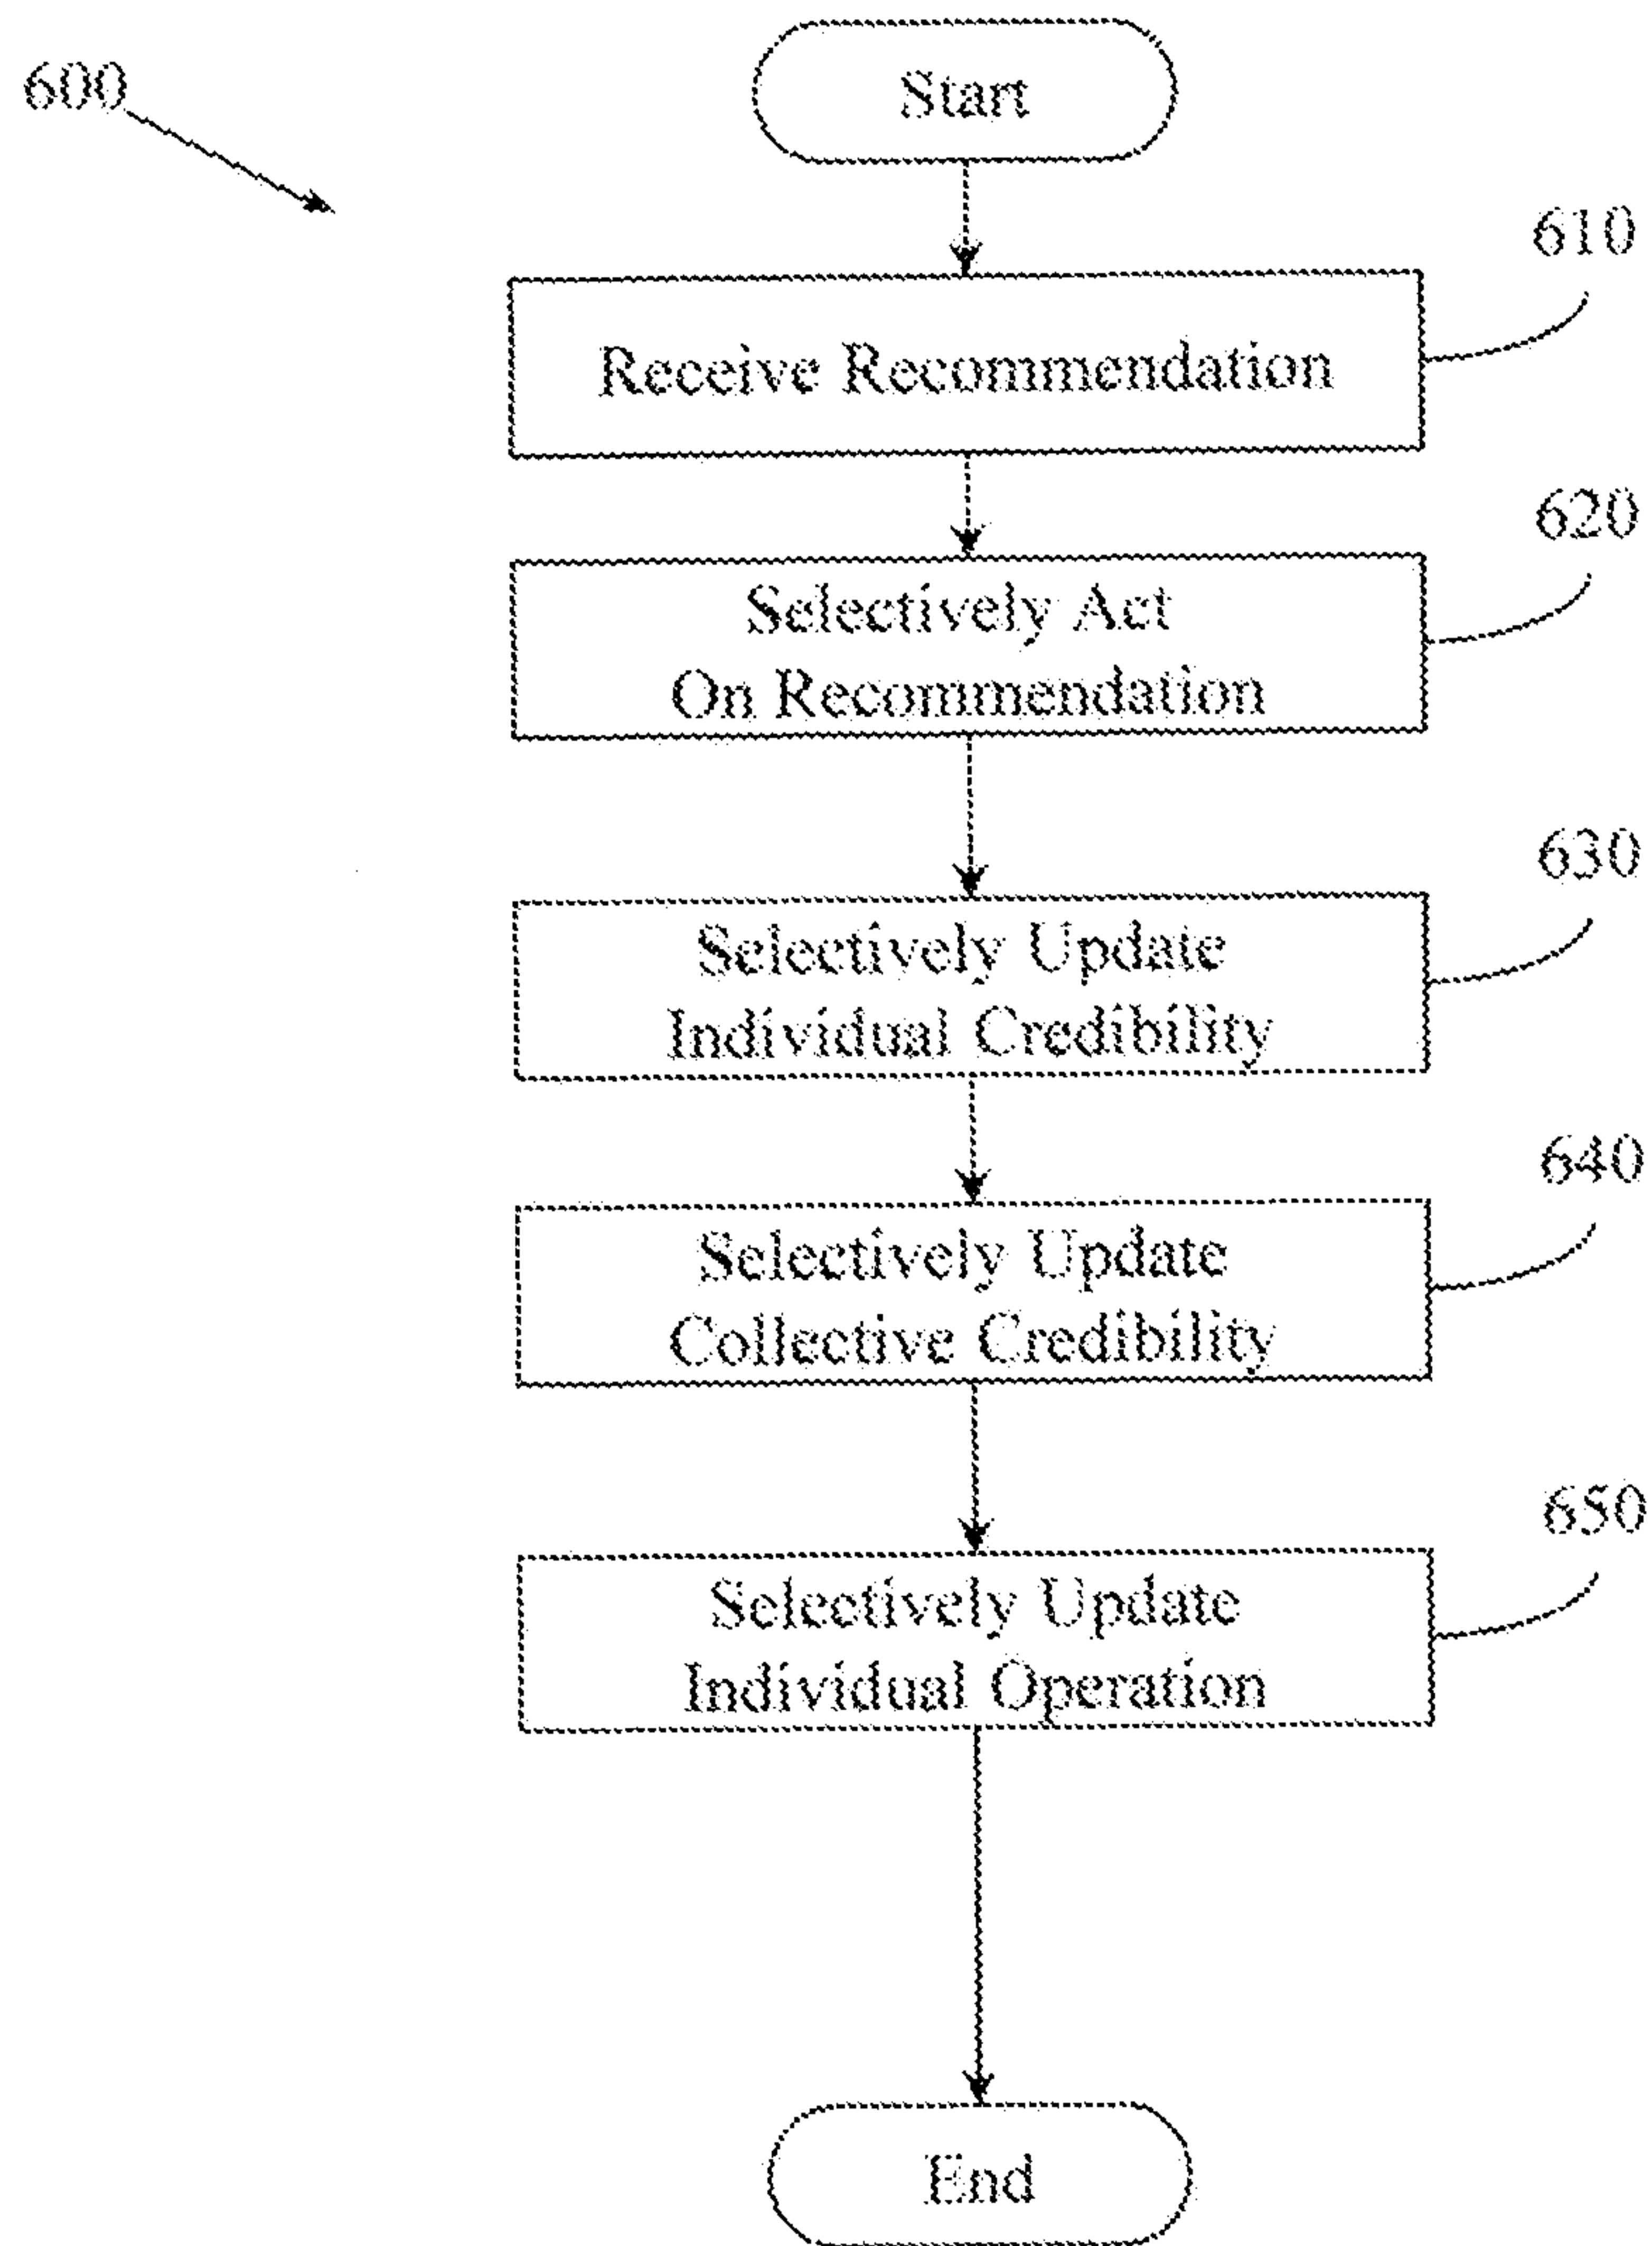 600
Start
610
Receive Recommendation
620
Selectively Act
On Recommendation
630
Selectively Update
Individual Credibility
640
Selectively Update
Collective Credibility
650
Selectively Update
Individual Operation
End